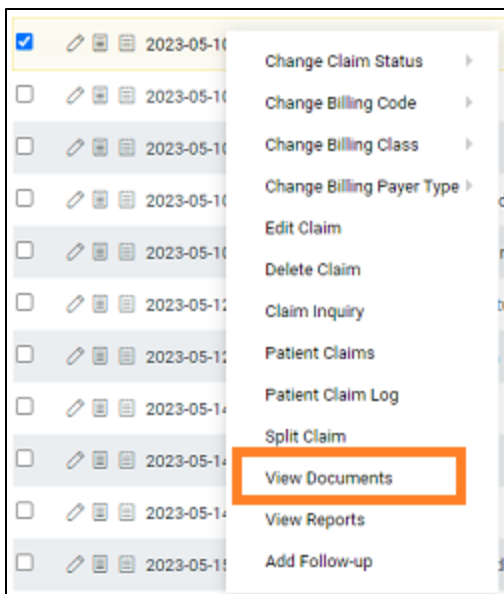 2023-05-10
Change Claim Status
2023-05-10
Change Billing Code
2023-05-10
Change Billing Class
2023-05-10
Change Billing Payer Type
Edit Claim
2023-05-10
Delete Claim
2023-05-12
Claim Inquiry
2023-05-12
Patient Claims
2023-05-14
Patient Claim Log
Split Claim
2023-05-14
View Documents
2023-05-14
View Reports
2023-05-15
Add Follow-up